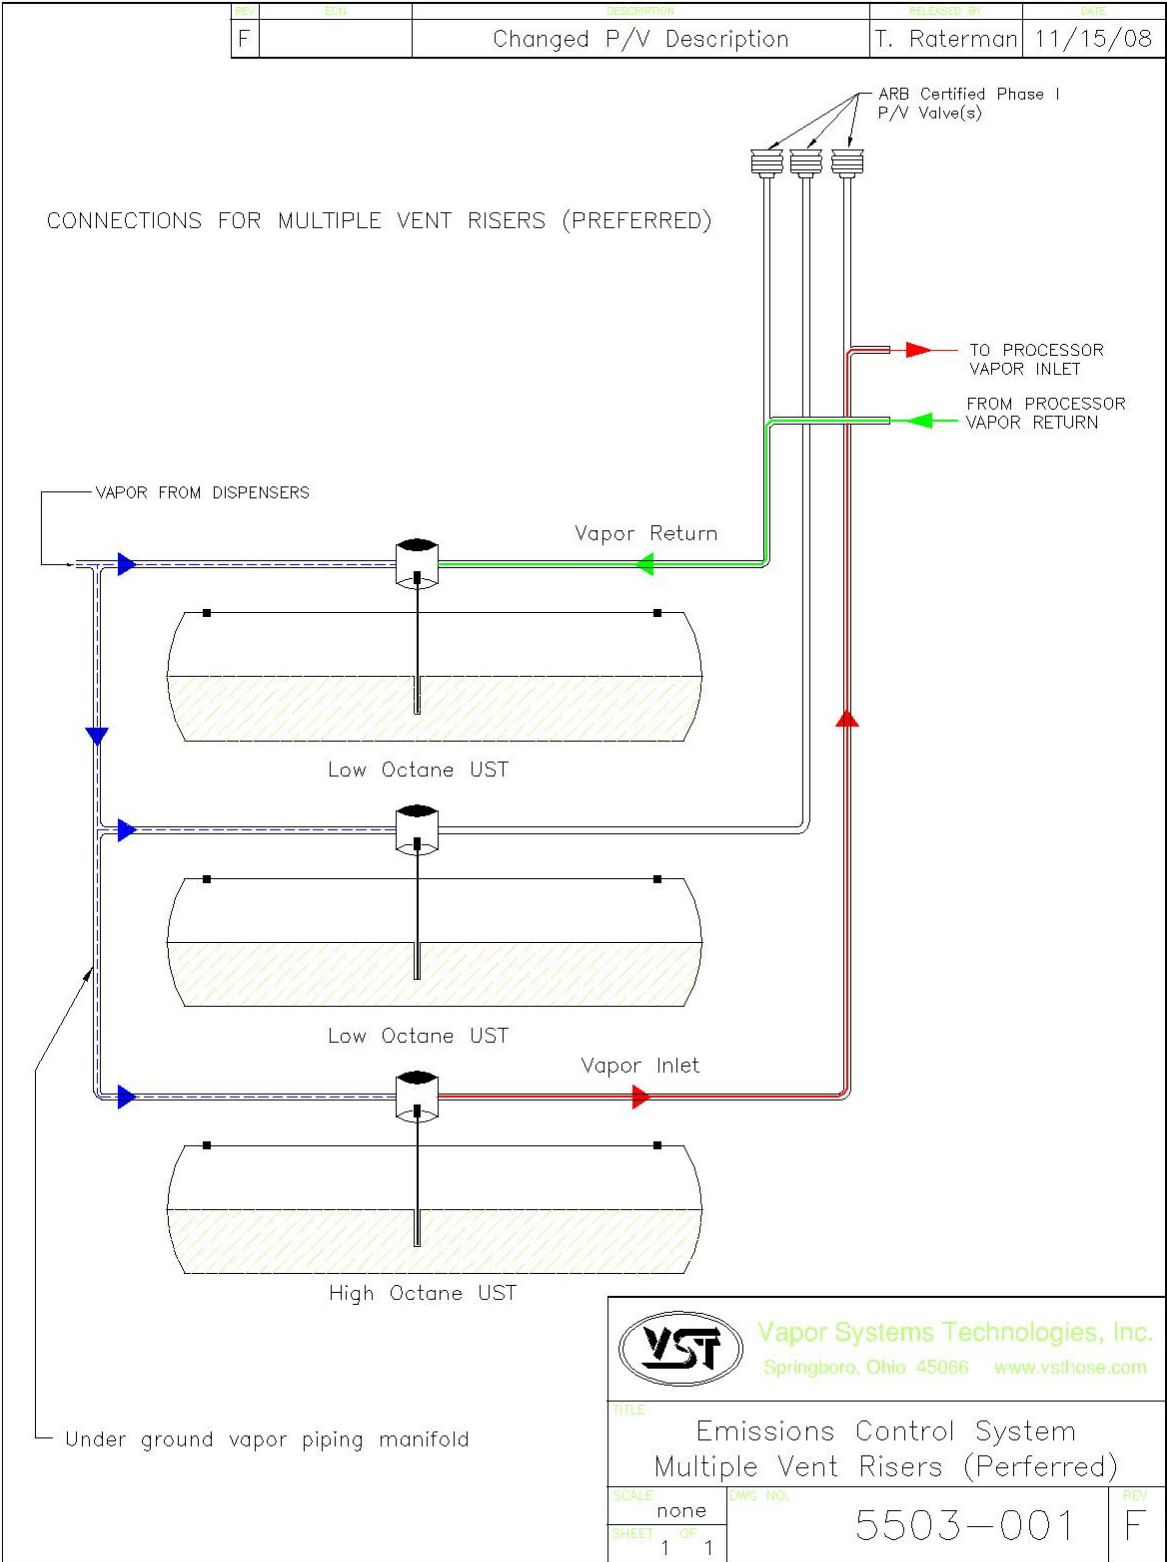 REV ECN DESCRIPTION RELEASED BY DATE
F Changed P/V Description T. Raterman 11/15/08
ARB Certified Phase I
P/V Valve(s)
CONNECTIONS FOR MULTIPLE VENT RISERS (PREFERRED)
TO PROCESSOR
VAPOR INLET
FROM PROCESSOR
VAPOR RETURN
VAPOR FROM DISPENSERS
Vapor Return
Low Octane UST
Low Octane UST
Vapor Inlet
High Octane UST
Under ground vapor piping manifold
VST
Vapor Systems Technologies, Inc.
Springboro, Ohio 45066 www.vsthose.com
TITLE
Emissions Control System
Multiple Vent Risers (Perferred)
SCALE DWG NO. REV
none 5503-001 F
SHEET OF
1 1